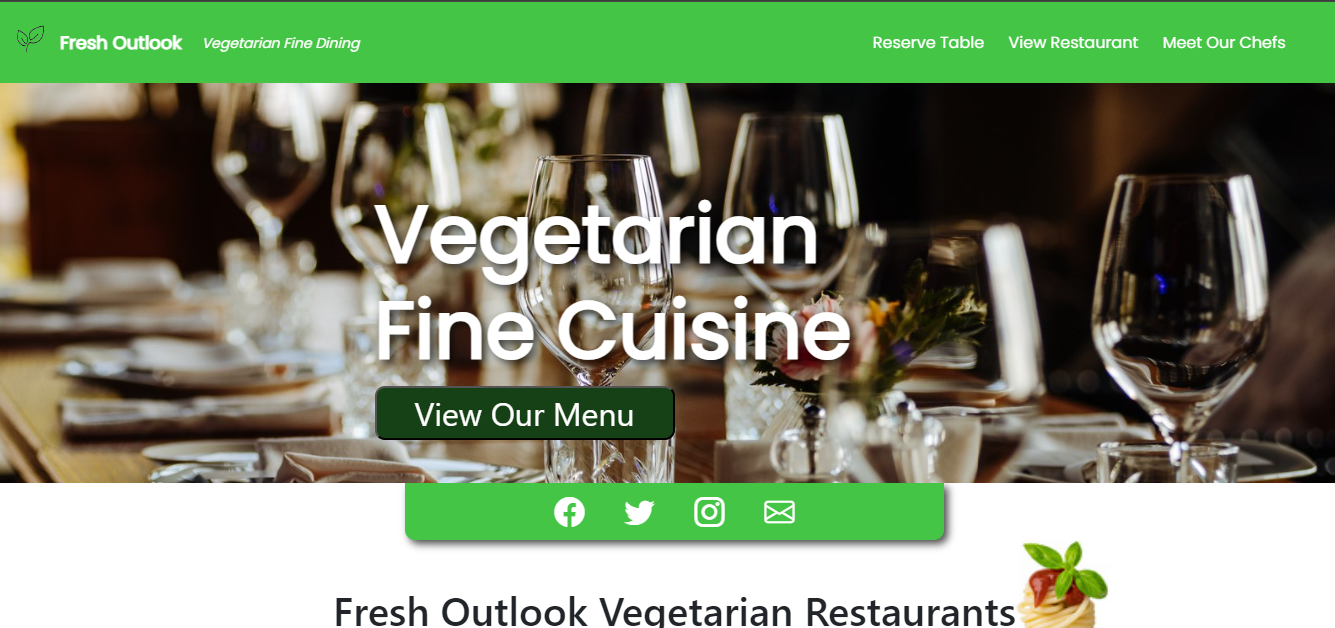 Fresh Outlook Vegetarian Fine Dining Reserve Table View Restaurant Meet Our Chefs
Vegetarian
Fine Cuisine
View Our Menu
Fresh Outlook Vegetarian Restaurants